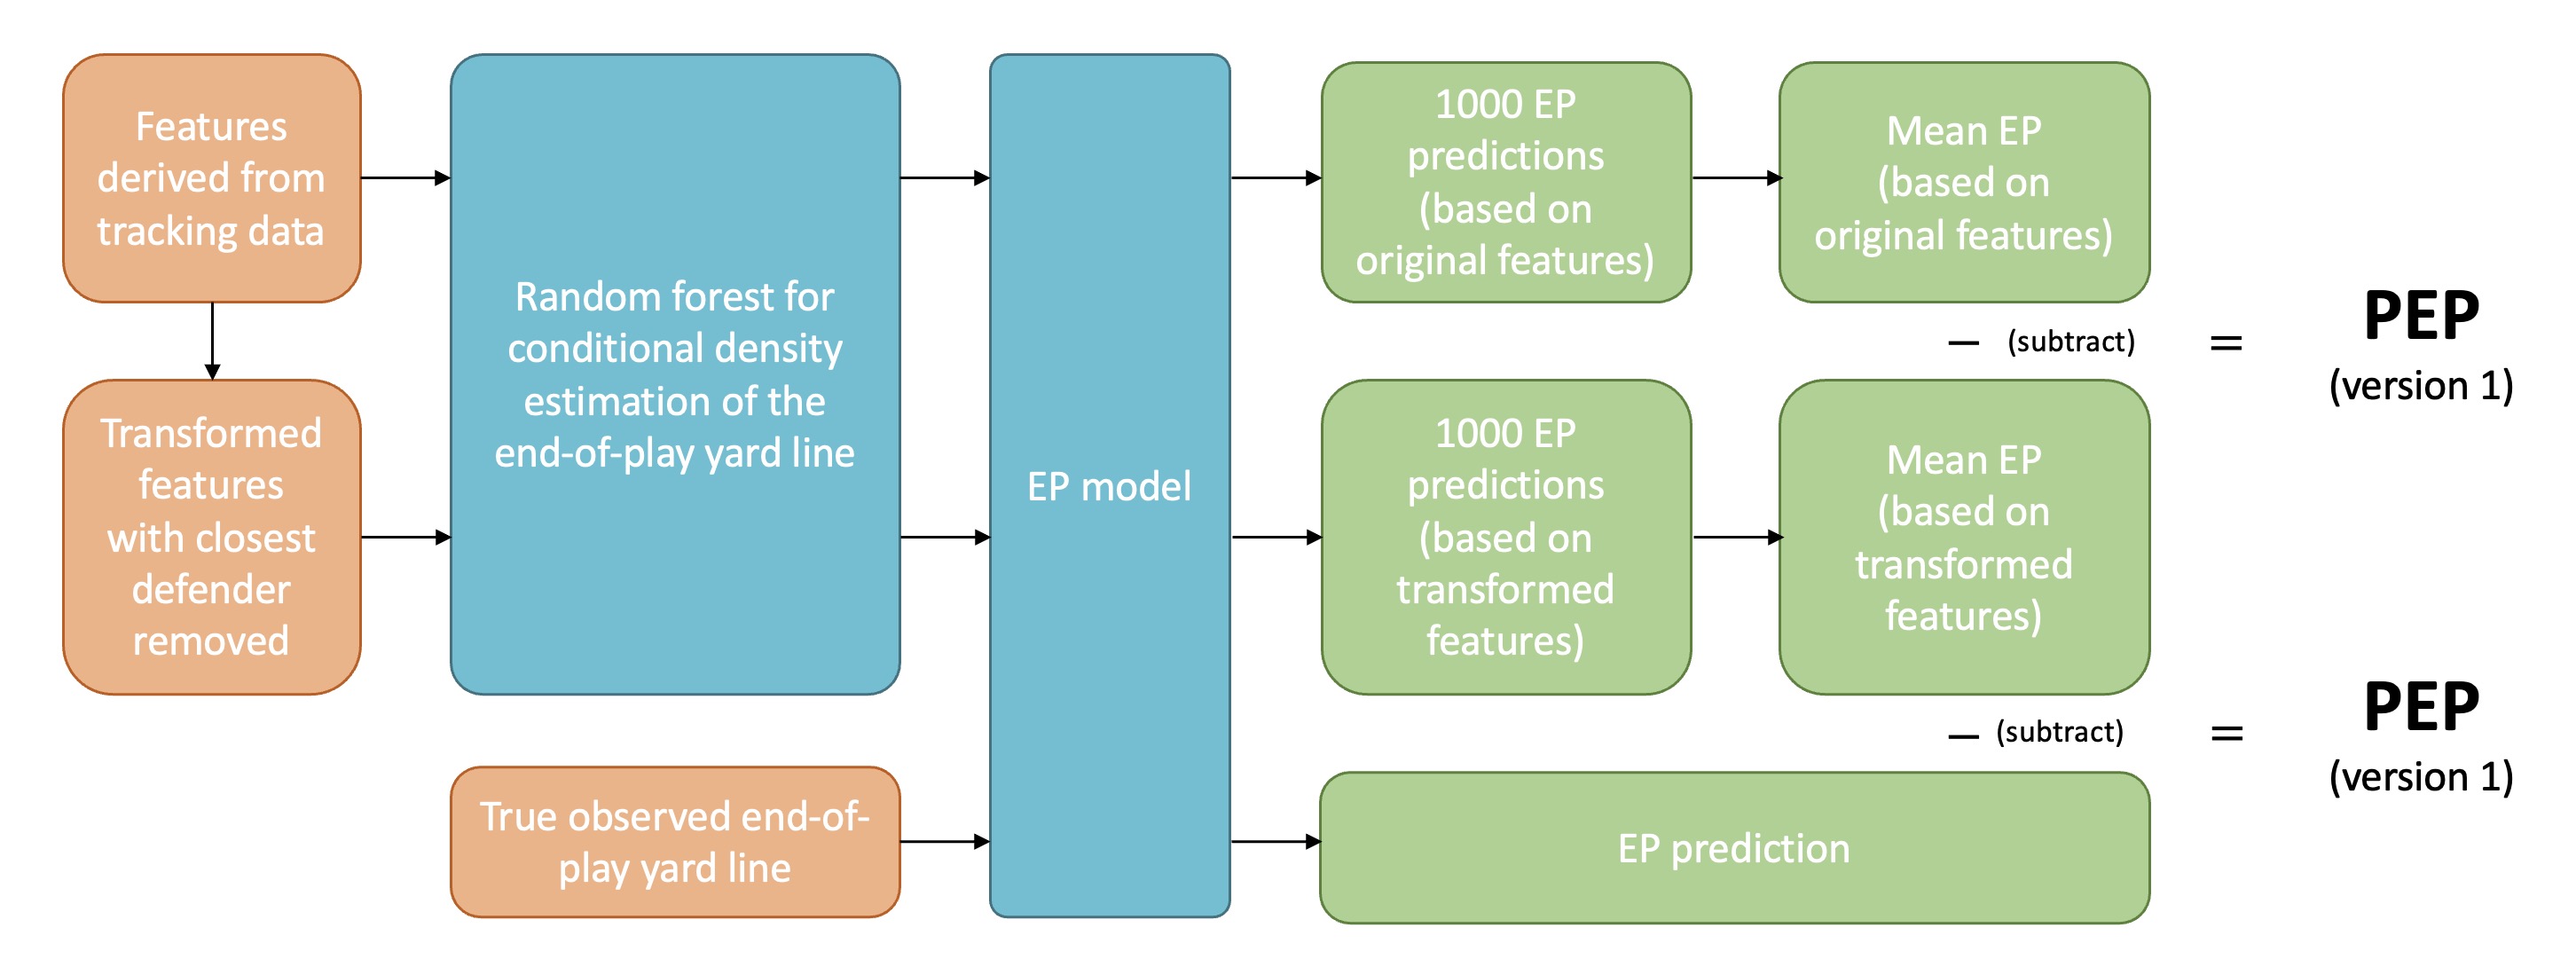 Features
derived from
tracking data
Transformed
features
with closest
defender
removed
Random forest for
conditional density
estimation of the
end-of-play yard line
True observed end-of-
play yard line
EP model
1000 EP
predictions
(based on
original features)
Mean EP
(based on
original features)
— (subtract)
=
PEP
(version 1)
1000 EP
predictions
(based on
transformed
features)
Mean EP
(based on
transformed
features)
— (subtract)
=
PEP
(version 1)
EP prediction